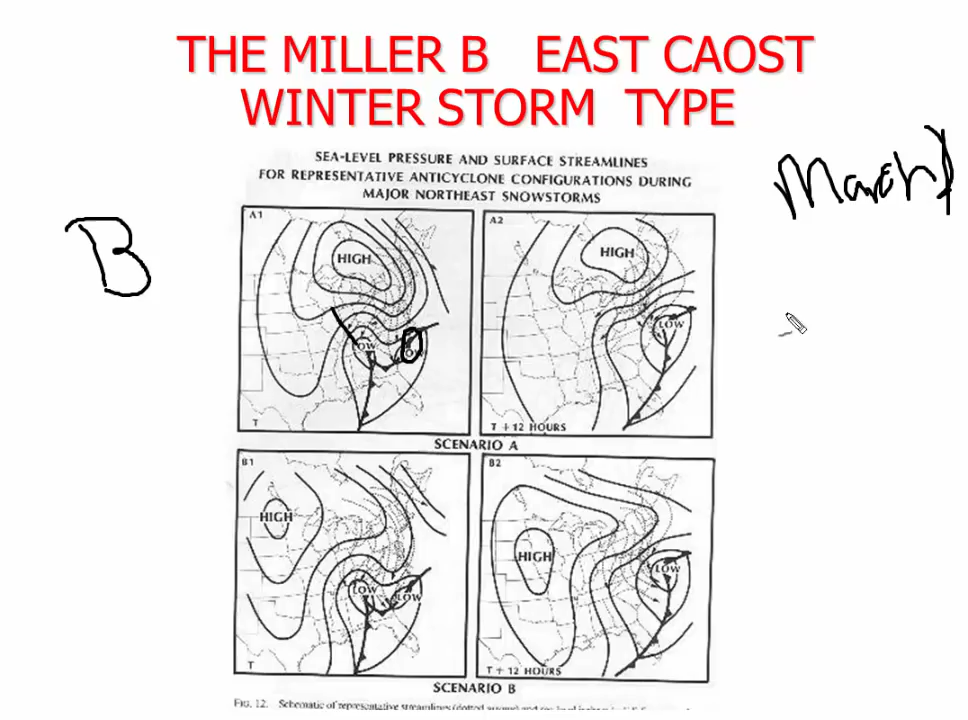 THE MILLER B EAST CAOST
WINTER STORM TYPE
SEA-LEVEL PRESSURE AND SURFACE STREAMLINES
FOR REPRESENTATIVE ANTICYCLONE CONFIGURATIONS DURING
MAJOR NORTHEAST SNOWSTORMS
March
B
A1
HIGH
LOW
LOW
T
A2
HIGH
LOW
T + 12 HOURS
SCENARIO A
B1
HIGH
LOW
LOW
T
B2
HIGH
LOW
T + 12 HOURS
SCENARIO B
FIG. 12. Schematic of representative streamlines (dotted